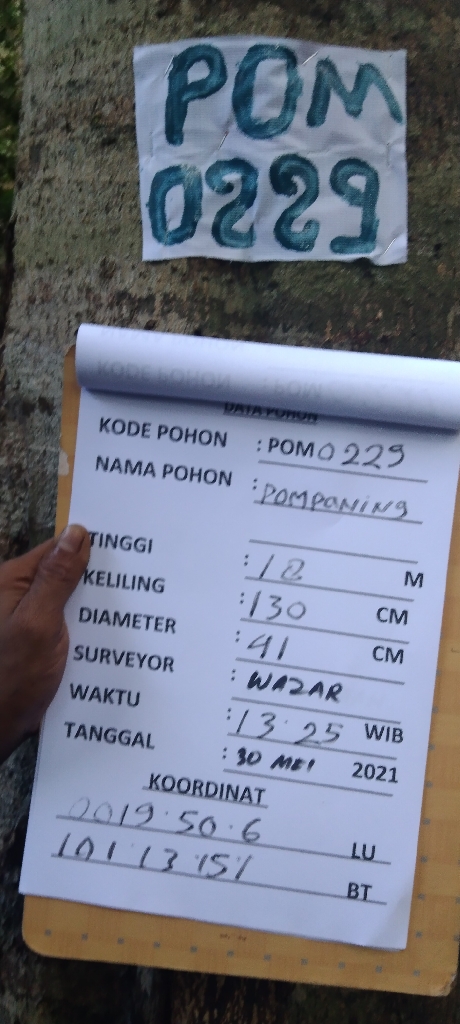 POM
0229
DATA POHON
KODE POHON : POM 0229
NAMA POHON : POMPANING
TINGGI : 18 M
KELILING : 130 CM
DIAMETER : 41 CM
SURVEYOR : WAZAR
WAKTU : 13 25 WIB
TANGGAL : 30 MEI 2021
KOORDINAT
0019.50.6 LU
101.13.151 BT